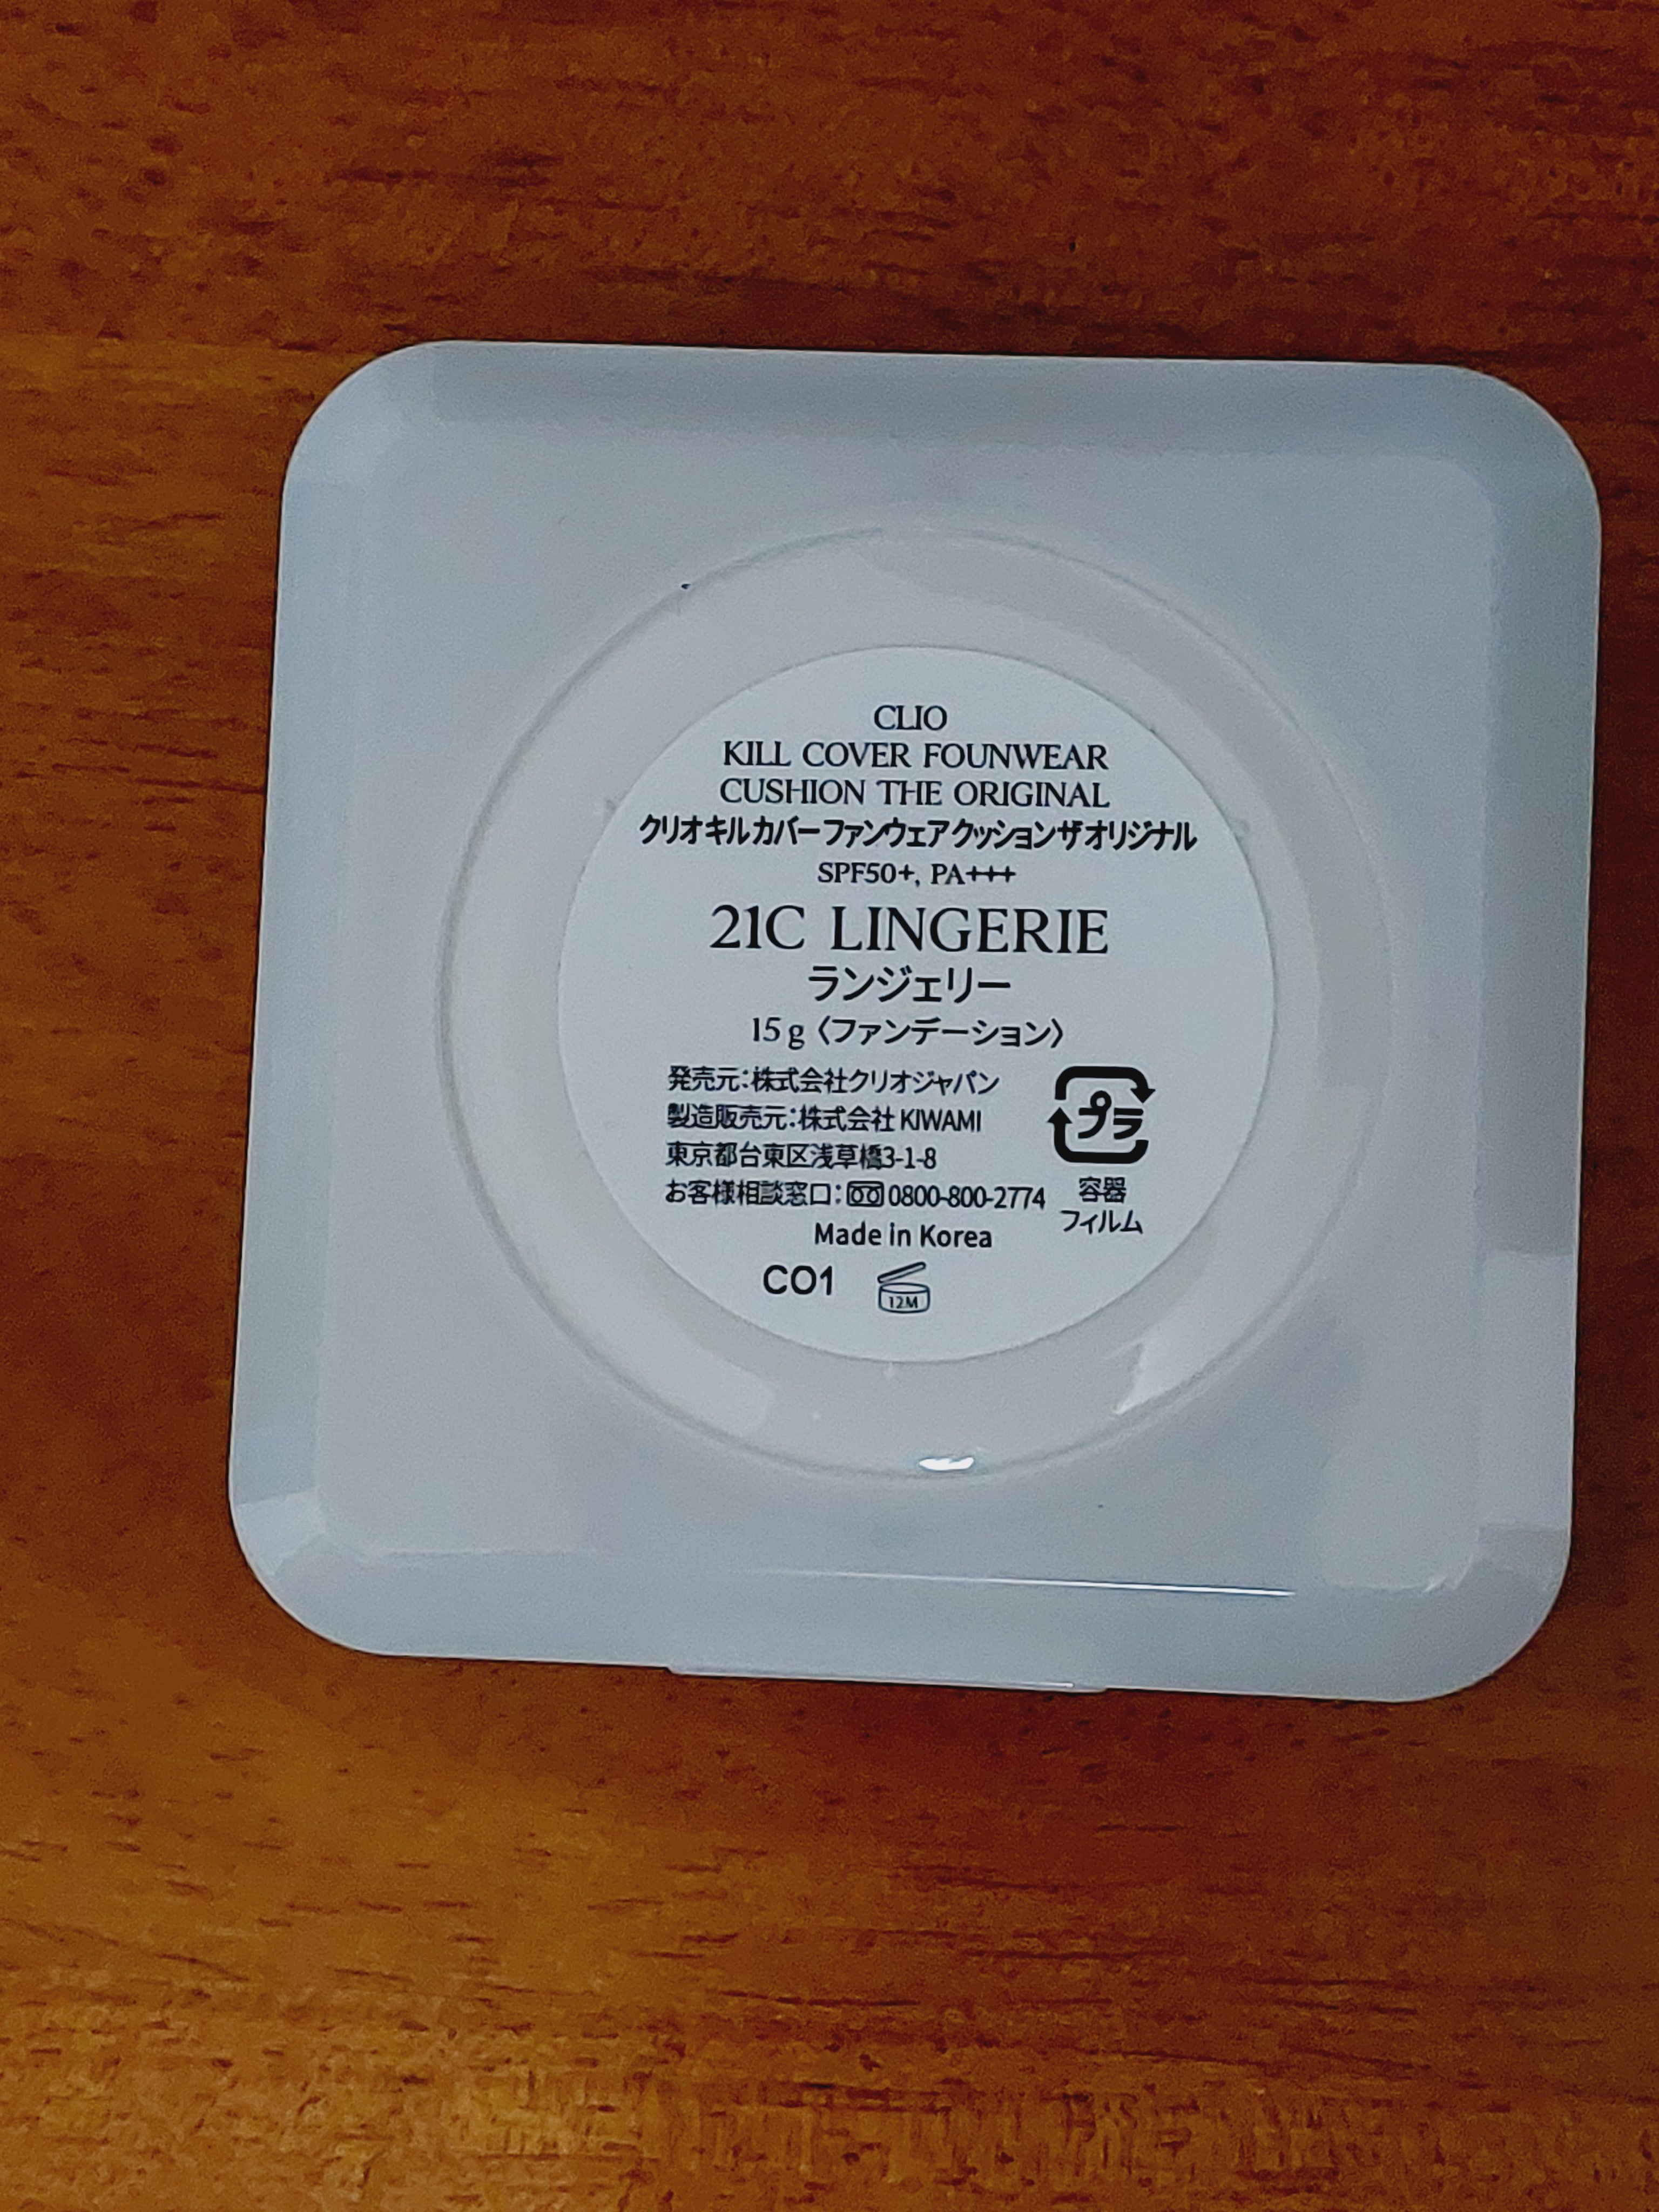 CLIO
KILL COVER FOUNWEAR
CUSHION THE ORIGINAL
クリオキルカバーファンウェアクッションザオリジナル
SPF50+, PA+++
21C LINGERIE
ランジェリー
15g〈ファンデーション〉
発売元:株式会社クリオジャパン
製造販売元:株式会社 KIWAMI
東京都台東区浅草橋3-1-8
お客様相談窓口: 0800-800-2774
プラ
容器
フィルム
Made in Korea
CO1
12M